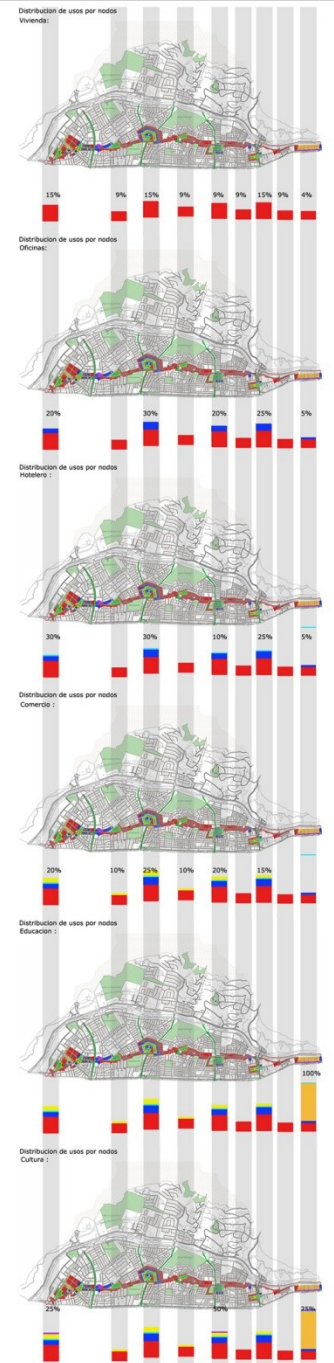 Distribucion de usos por nodos
Vivienda:
15% 9% 15% 9% 9% 9% 15% 9% 4%
Distribucion de usos por nodos
Oficinas:
20% 30% 20% 25% 5%
Distribucion de usos por nodos
Hotelero :
30% 30% 10% 25% 5%
Distribucion de usos por nodos
Comercio :
20% 10% 25% 10% 20% 15%
Distribucion de usos por nodos
Educacion :
100%
Distribucion de usos por nodos
Cultura :
25% 50% 25%